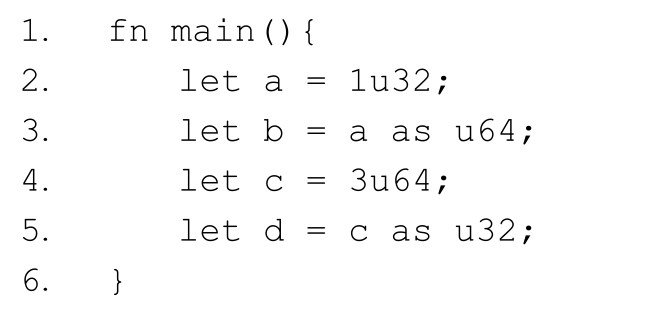 1. fn main(){
2. let a = 1u32;
3. let b = a as u64;
4. let c = 3u64;
5. let d = c as u32;
6. }